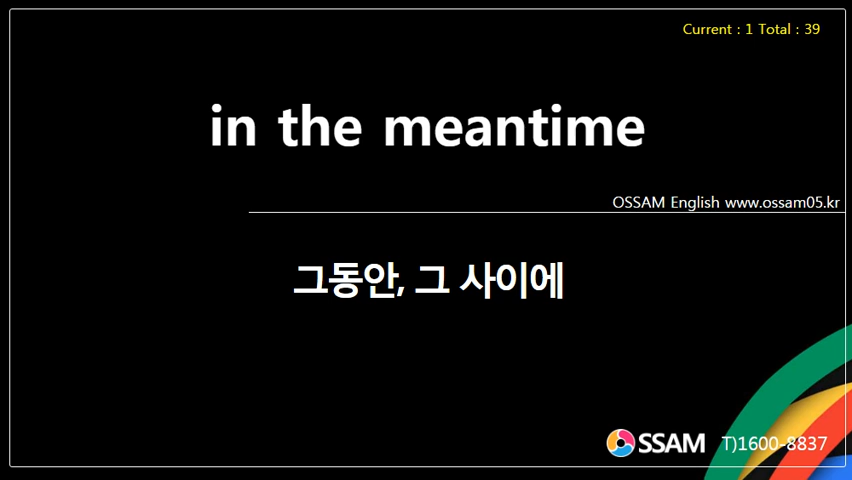 Current : 1 Total : 39
in the meantime
OSSAM English www.ossam05.kr
그동안, 그 사이에
OSSAM T)1600-8837